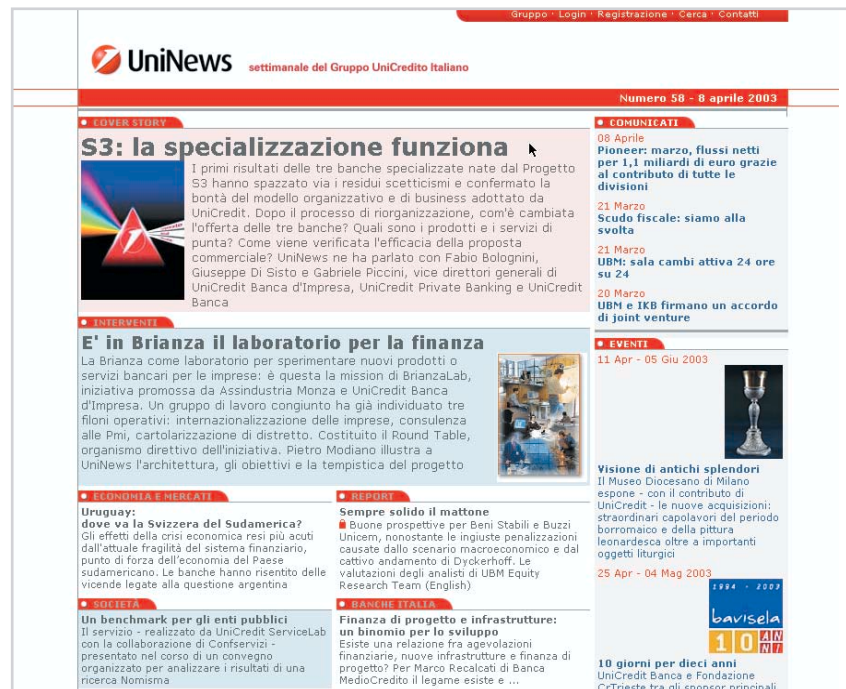 Gruppo · Login · Registrazione · Cerca · Contatti
UniNews settimanale del Gruppo UniCredito Italiano
Numero 58 - 8 aprile 2003
COVER STORY
S3: la specializzazione funziona
I primi risultati delle tre banche specializzate nate dal Progetto
S3 hanno spazzato via i residui scetticismi e confermato la
bontà del modello organizzativo e di business adottato da
UniCredit. Dopo il processo di riorganizzazione, com'è cambiata
l'offerta delle tre banche? Quali sono i prodotti e i servizi di
punta? Come viene verificata l'efficacia della proposta
commerciale? UniNews ne ha parlato con Fabio Bolognini,
Giuseppe Di Sisto e Gabriele Piccini, vice direttori generali di
UniCredit Banca d'Impresa, UniCredit Private Banking e UniCredit
Banca
INTERVENTI
E' in Brianza il laboratorio per la finanza
La Brianza come laboratorio per sperimentare nuovi prodotti o
servizi bancari per le imprese: è questa la mission di BrianzaLab,
iniziativa promossa da Assindustria Monza e UniCredit Banca
d'Impresa. Un gruppo di lavoro congiunto ha già individuato tre
filoni operativi: internazionalizzazione delle imprese, consulenza
alle Pmi, cartolarizzazione di distretto. Costituito il Round Table,
organismo direttivo dell'iniziativa. Pietro Modiano illustra a
UniNews l'architettura, gli obiettivi e la tempistica del progetto
ECONOMIA E MERCATI
Uruguay:
dove va la Svizzera del Sudamerica?
Gli effetti della crisi economica resi più acuti
dall'attuale fragilità del sistema finanziario,
punto di forza dell'economia del Paese
sudamericano. Le banche hanno risentito delle
vicende legate alla questione argentina
REPORT
Sempre solido il mattone
Buone prospettive per Beni Stabili e Buzzi
Unicem, nonostante le ingiuste penalizzazioni
causate dallo scenario macroeconomico e dal
cattivo andamento di Dyckerhoff. Le
valutazioni degli analisti di UBM Equity
Research Team (English)
SOCIETÀ
Un benchmark per gli enti pubblici
Il servizio - realizzato da UniCredit ServiceLab
con la collaborazione di Confservizi -
presentato nel corso di un convegno
organizzato per analizzare i risultati di una
ricerca Nomisma
BANCHE ITALIA
Finanza di progetto e infrastrutture:
un binomio per lo sviluppo
Esiste una relazione fra agevolazioni
finanziarie, nuove infrastrutture e finanza di
progetto? Per Marco Recalcati di Banca
MedioCredito il legame esiste e ...
COMUNICATI
08 Aprile
Pioneer: marzo, flussi netti
per 1,1 miliardi di euro grazie
al contributo di tutte le
divisioni
21 Marzo
Scudo fiscale: siamo alla
svolta
21 Marzo
UBM: sala cambi attiva 24 ore
su 24
20 Marzo
UBM e IKB firmano un accordo
di joint venture
EVENTI
11 Apr - 05 Giu 2003
Visione di antichi splendori
Il Museo Diocesano di Milano
espone - con il contributo di
UniCredit - le nuove acquisizioni:
straordinari capolavori del periodo
borromaico e della pittura
leonardesca oltre a importanti
oggetti liturgici
25 Apr - 04 Mag 2003
1994 - 2003
bavisela
10 ANNI
10 giorni per dieci anni
UniCredit Banca e Fondazione
CrTrieste tra gli sponsor principali